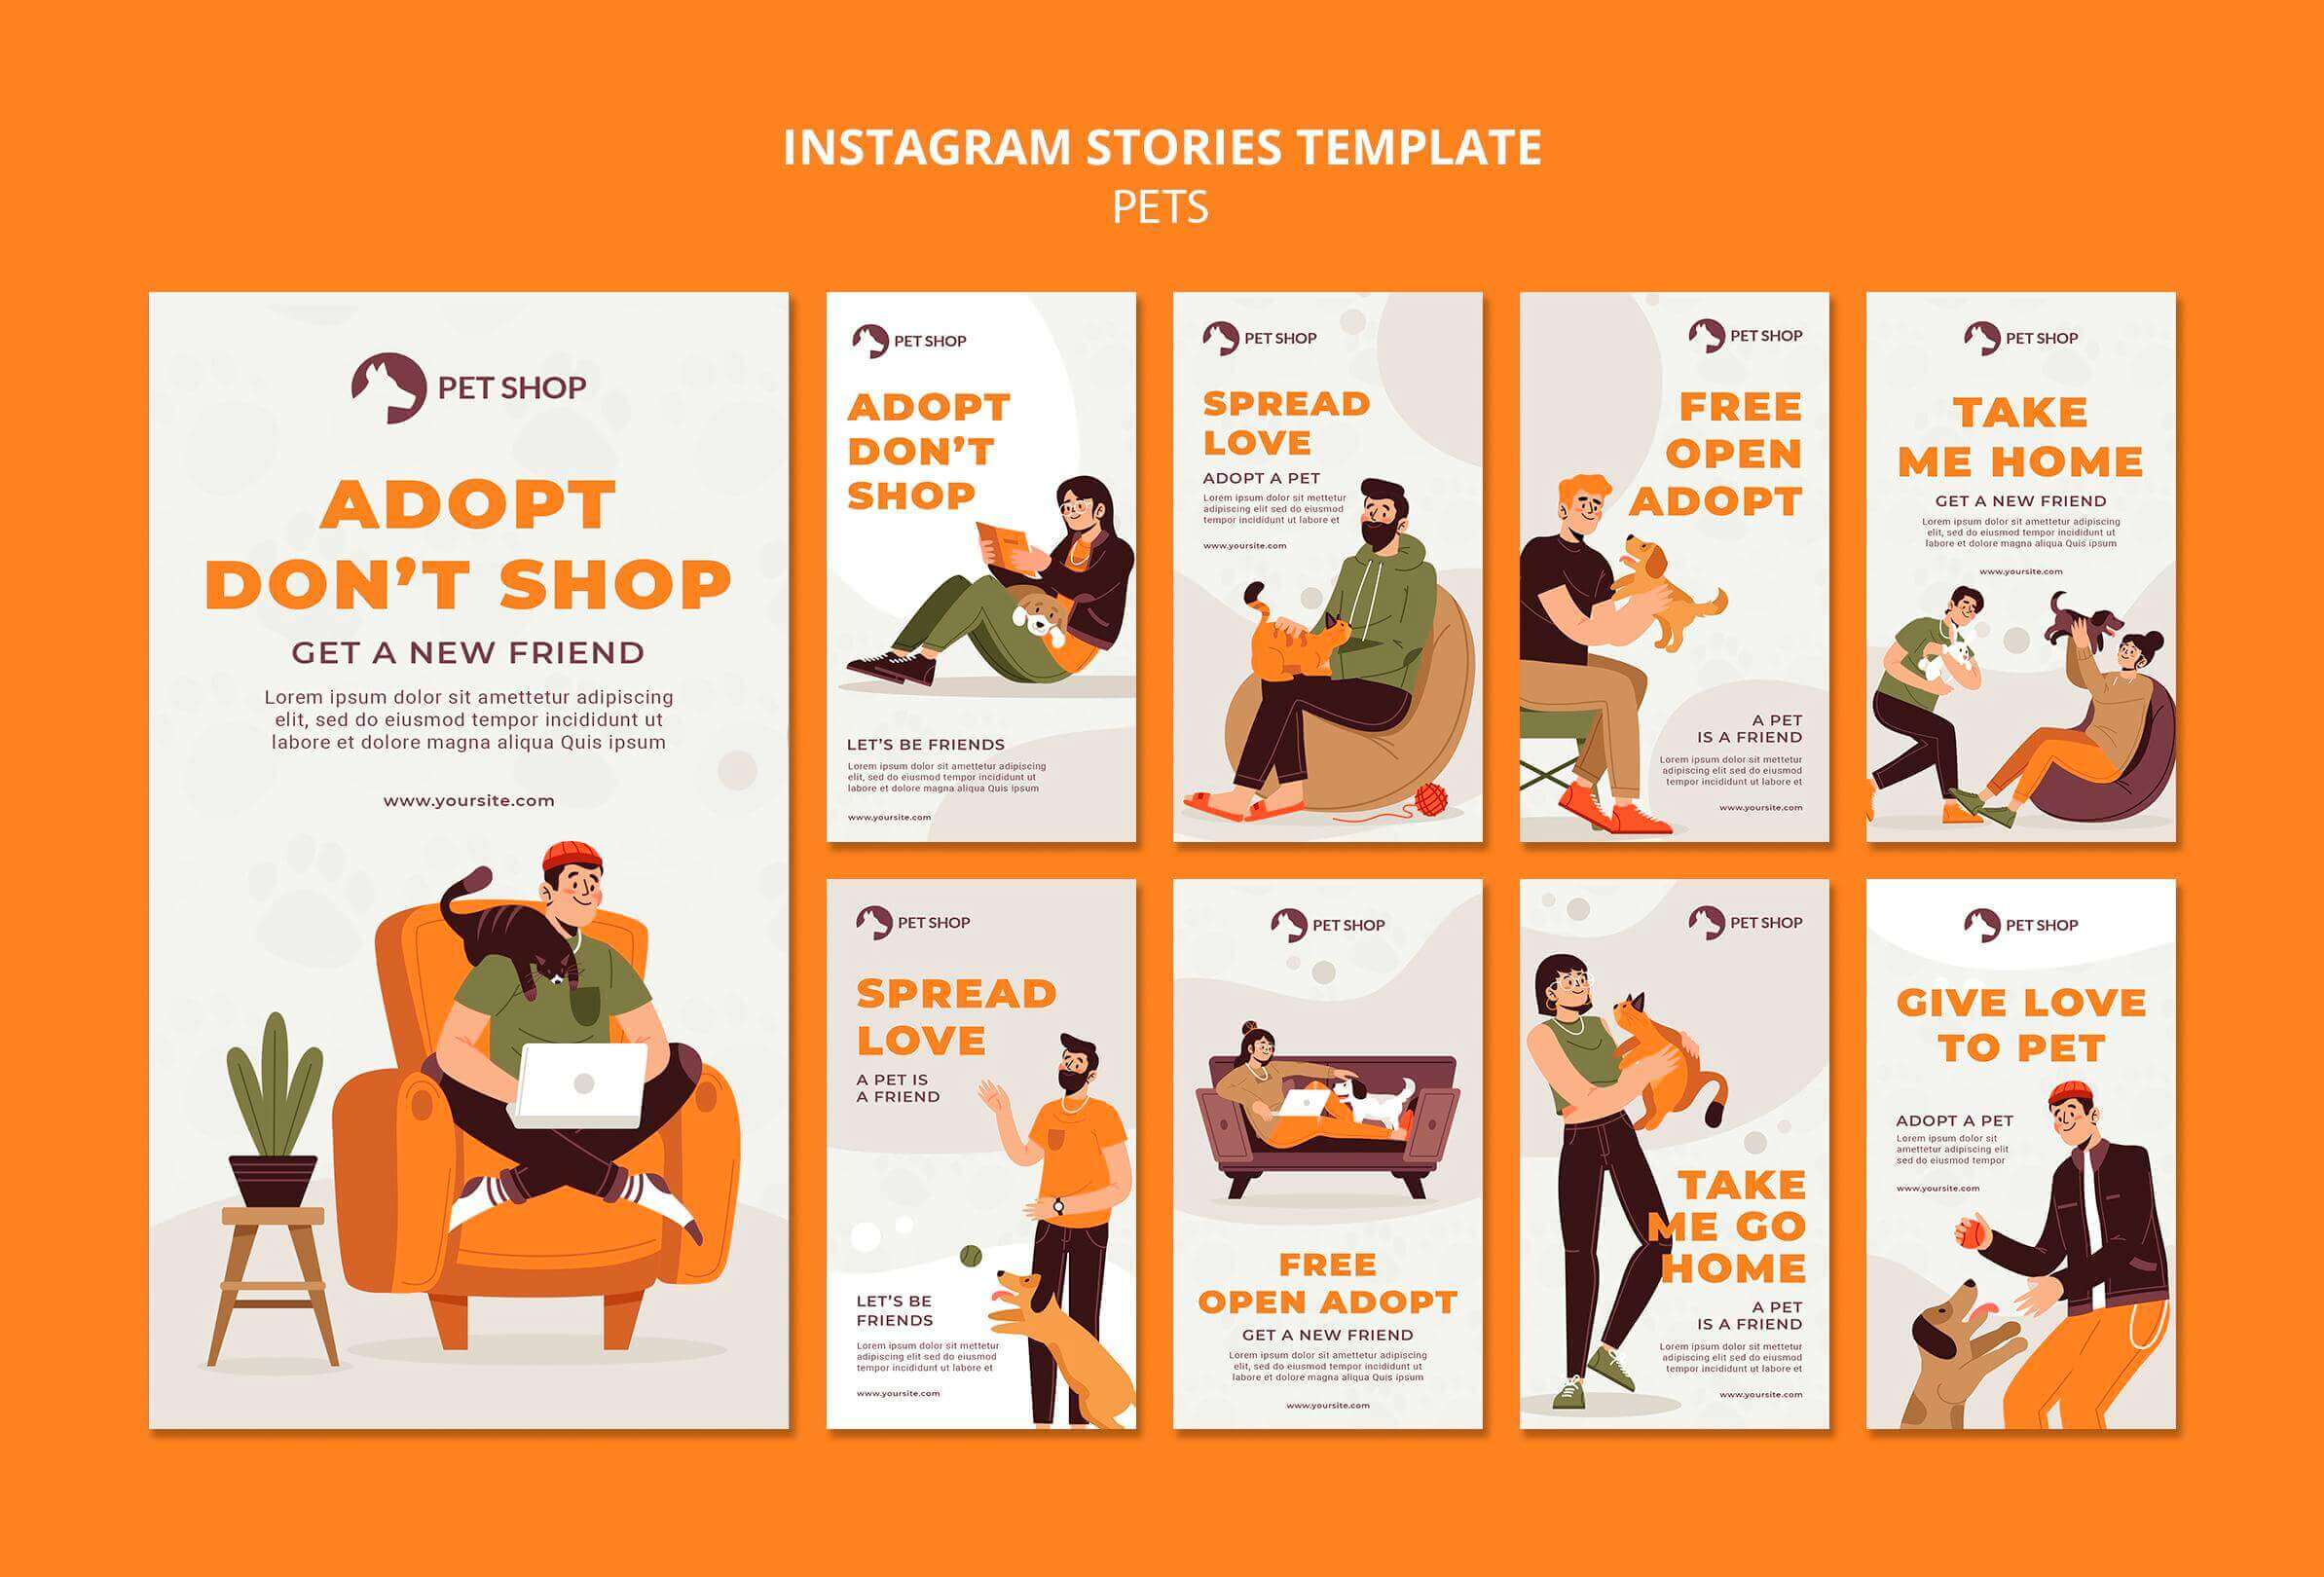 INSTAGRAM STORIES TEMPLATE
PETS
PET SHOP
ADOPT
DON'T SHOP
GET A NEW FRIEND
Lorem ipsum dolor sit amettetur adipiscing
elit, sed do eiusmod tempor incididunt ut
labore et dolore magna aliqua Quis ipsum
www.yoursite.com
PET SHOP
ADOPT
DON'T
SHOP
LET'S BE FRIENDS
Lorem ipsum dolor sit amettetur adipiscing
elit, sed do eiusmod tempor incididunt ut
labore et dolore magna aliqua Quis ipsum
www.yoursite.com
PET SHOP
SPREAD
LOVE
ADOPT A PET
Lorem ipsum dolor sit mettetur
adipiscing elit, sed do eiusmod
tempor incididunt ut labore et
www.yoursite.com
PET SHOP
FREE
OPEN
ADOPT
A PET
IS A FRIEND
Lorem ipsum dolor sit mettetur
adipiscing elit, sed do eiusmod
tempor incididunt ut labore et
www.yoursite.com
PET SHOP
TAKE
ME HOME
GET A NEW FRIEND
Lorem ipsum dolor sit amettetur adipiscing
elit, sed do eiusmod tempor incididunt ut
labore et dolore magna aliqua Quis ipsum
www.yoursite.com
PET SHOP
SPREAD
LOVE
A PET IS
A FRIEND
LET'S BE
FRIENDS
Lorem ipsum dolor sit mettetur
adipiscing elit, sed do eiusmod
tempor incididunt ut labore et
www.yoursite.com
PET SHOP
FREE
OPEN ADOPT
GET A NEW FRIEND
Lorem ipsum dolor sit amettetur adipiscing
elit, sed do eiusmod tempor incididunt ut
labore et dolore magna aliqua Quis ipsum
www.yoursite.com
PET SHOP
TAKE
ME GO
HOME
A PET
IS A FRIEND
Lorem ipsum dolor sit mettetur
adipiscing elit, sed do eiusmod
tempor incididunt ut labore et
www.yoursite.com
PET SHOP
GIVE LOVE
TO PET
ADOPT A PET
Lorem ipsum dolor sit
amettetur adipiscing elit
sed do eiusmod tempor
www.yoursite.com